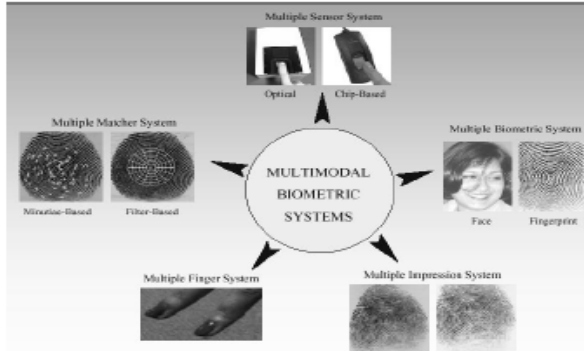 Multiple Sensor System
Optical
Chip-Based
Multiple Matcher System
Minutiae-Based
Filter-Based
MULTIMODAL
BIOMETRIC
SYSTEMS
Multiple Biometric System
Face
Fingerprint
Multiple Finger System
Multiple Impression System